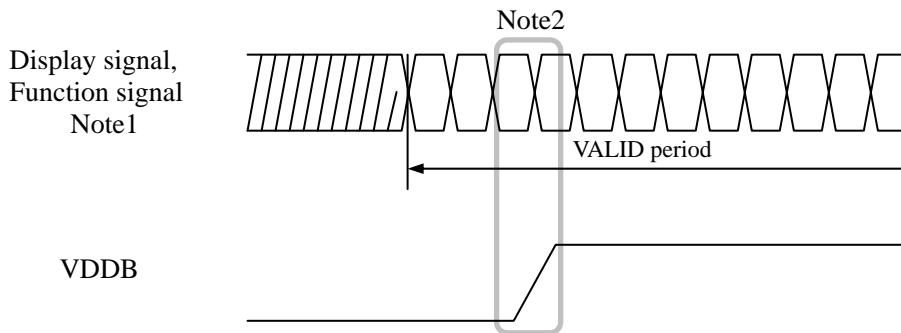 Note2
Display signal,
Function signal
Note1
VALID period
VDDB